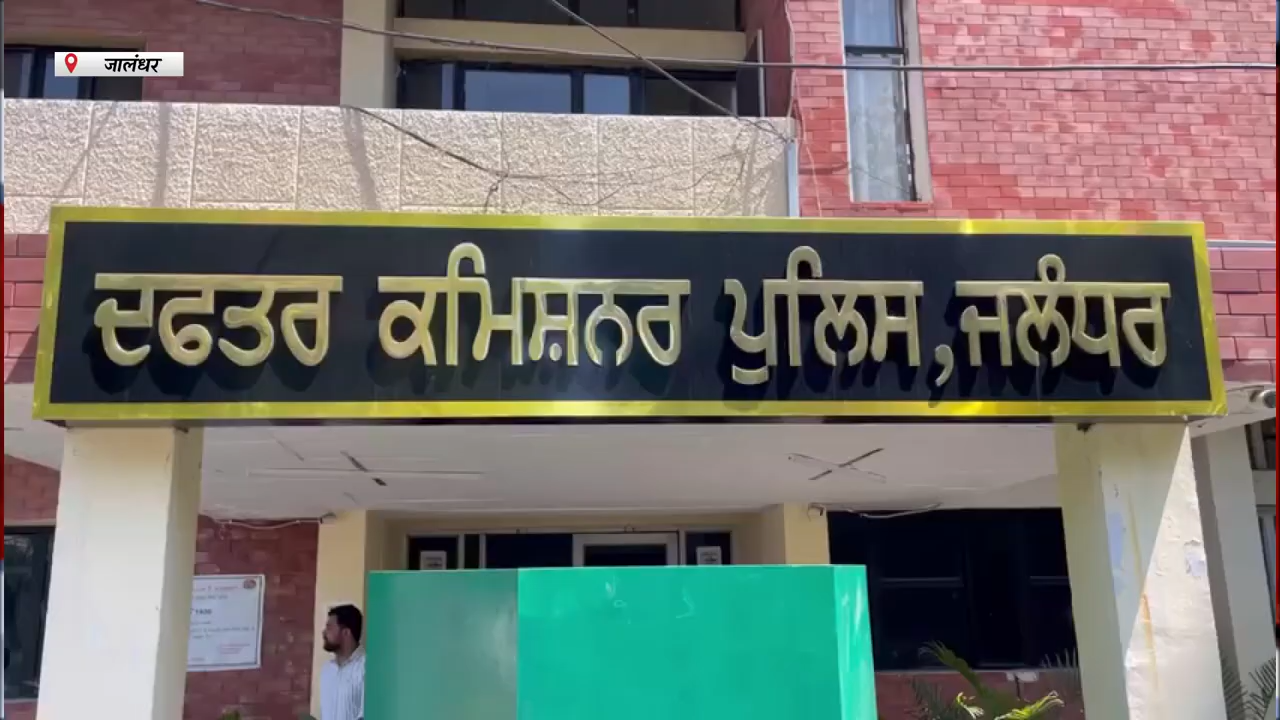 जालंधर
ਦਫਤਰ ਕਮਿਸ਼ਨਰ ਪੁਲਿਸ,ਜਲੰਧਰ